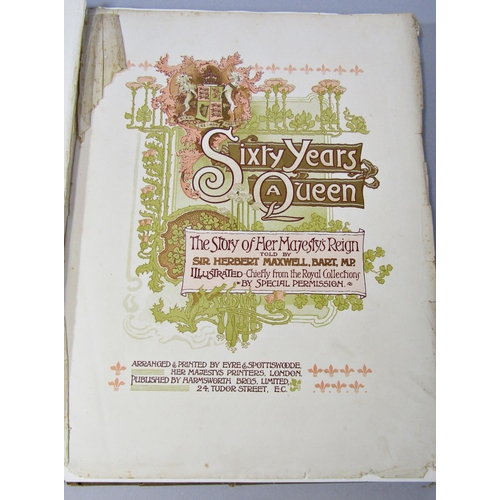 Sixty Years
A Queen
The Story of Her Majesty's Reign
TOLD BY
SIR HERBERT MAXWELL, BART, M.P.
ILLUSTRATED Chiefly from the Royal Collections
BY SPECIAL PERMISSION.
ARRANGED & PRINTED BY EYRE & SPOTTISWOODE,
HER MAJESTY'S PRINTERS, LONDON.
PUBLISHED BY HARMSWORTH BROS. LIMITED,
24, TUDOR STREET, E.C.